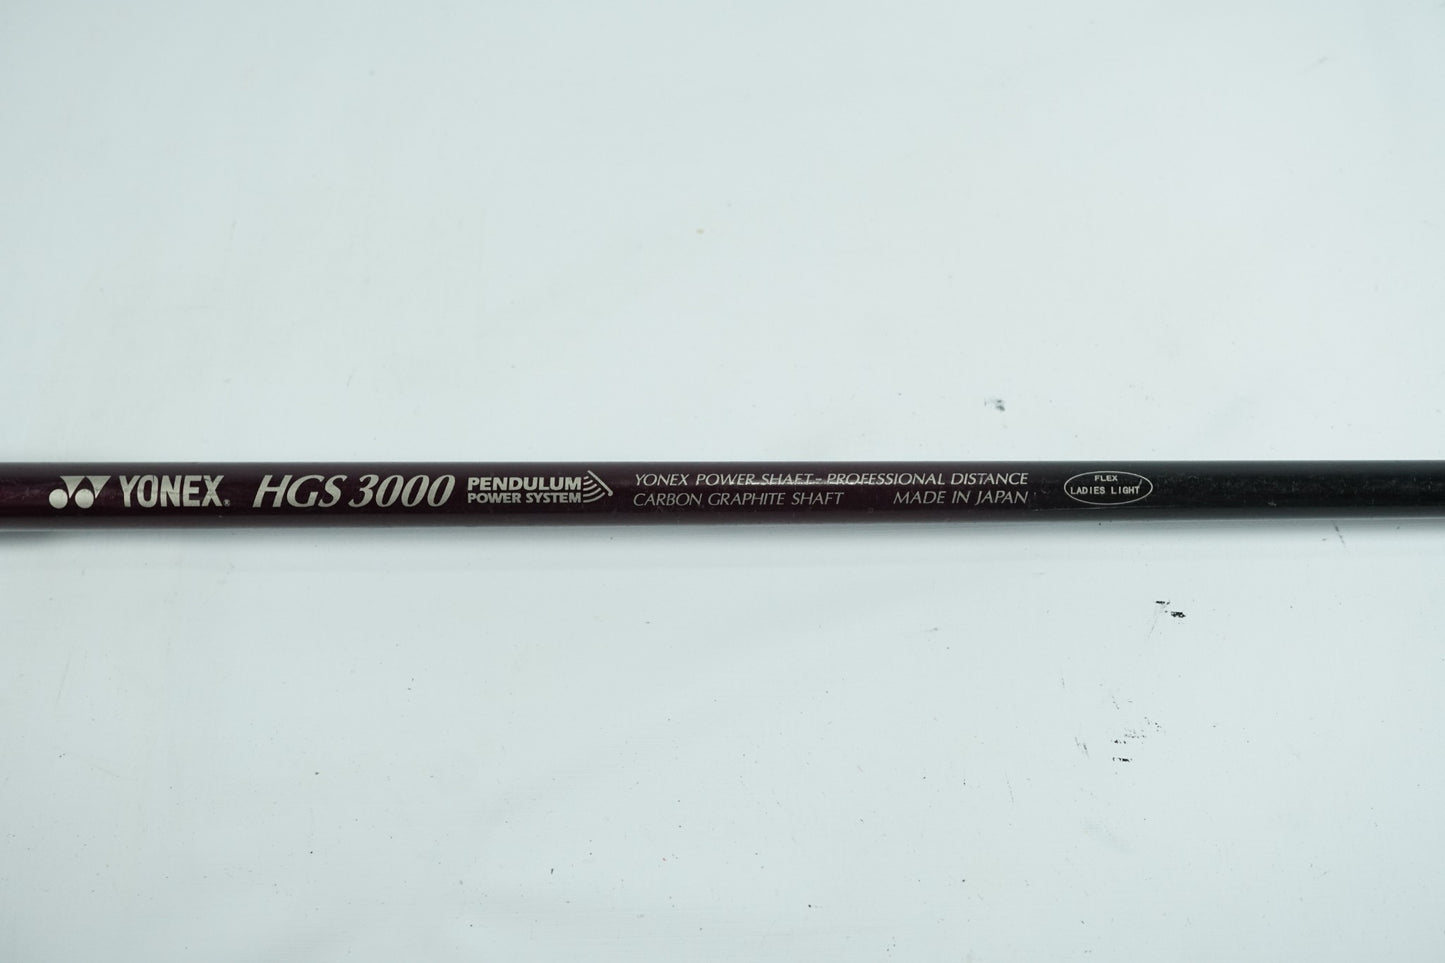 YONEX® HGS 3000
PENDULUM
POWER SYSTEM
YONEX POWER SHAFT - PROFESSIONAL DISTANCE
CARBON GRAPHITE SHAFT MADE IN JAPAN
FLEX
LADIES LIGHT